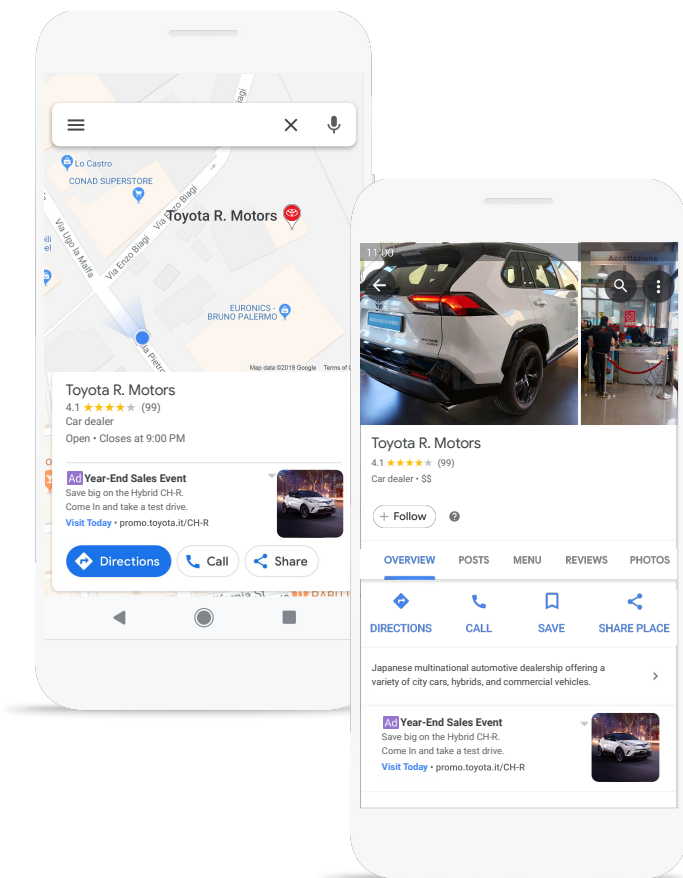 iagi
Lo Castro
CONAD SUPERSTORE
Via Enzo Biagi
Toyota R. Motors
Via Ugo la Malfa
Via Enzo Biagi
EURONICS -
BRUNO PALERMO
Map data ©2019 Google Terms of
Toyota R. Motors
4.1 (99)
Car dealer
Open • Closes at 9:00 PM
Ad Year-End Sales Event
Save big on the Hybrid CH-R.
Come In and take a test drive.
Visit Today • promo.toyota.it/CH-R
Directions
Call
Share
11:00
Accettazione
Toyota R. Motors
4.1 (99)
Car dealer • $$
+ Follow
OVERVIEW
POSTS
MENU
REVIEWS
PHOTOS
DIRECTIONS
CALL
SAVE
SHARE PLACE
Japanese multinational automotive dealership offering a
variety of city cars, hybrids, and commercial vehicles.
Ad Year-End Sales Event
Save big on the Hybrid CH-R.
Come In and take a test drive.
Visit Today • promo.toyota.it/CH-R